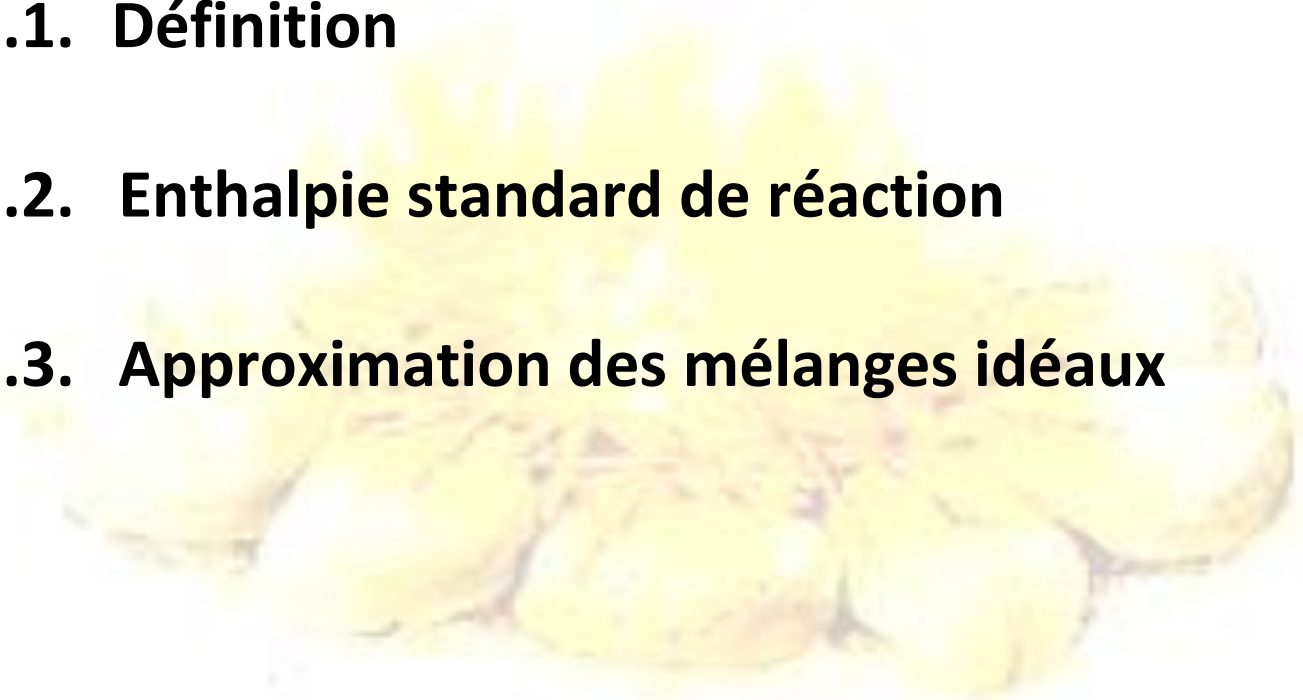 .1. Définition
.2. Enthalpie standard de réaction
.3. Approximation des mélanges idéaux